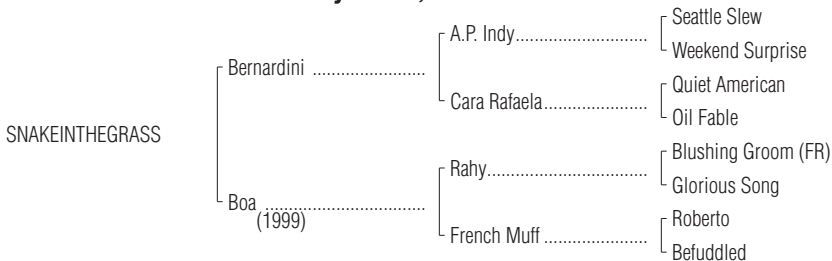 Seattle Slew
A.P. Indy
Weekend Surprise
Bernardini
Quiet American
Cara Rafaela
Oil Fable
SNAKEINTHEGRASS
Blushing Groom (FR)
Rahy
Glorious Song
Boa
(1999)
Roberto
French Muff
Befuddled